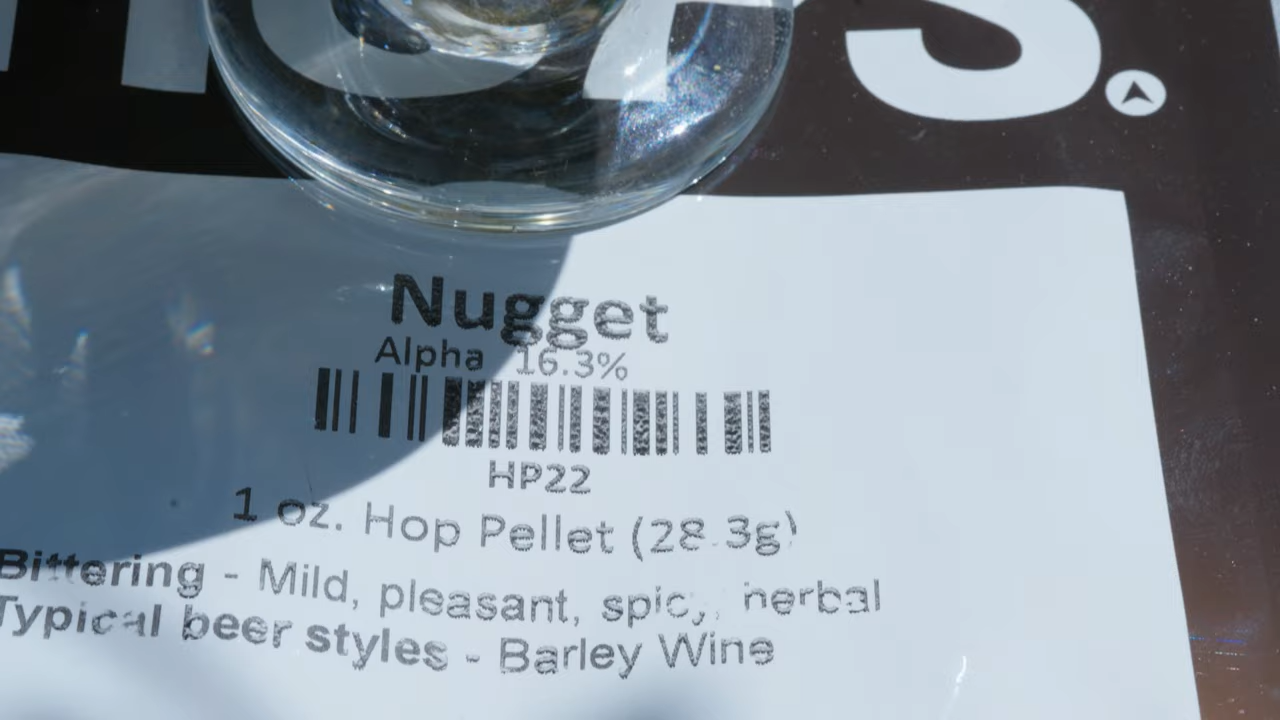 Nugget
Alpha 16.3%
HP22
1 oz. Hop Pellet (28.3g)
Bittering - Mild, pleasant, spicy, herbal
Typical beer styles - Barley Wine